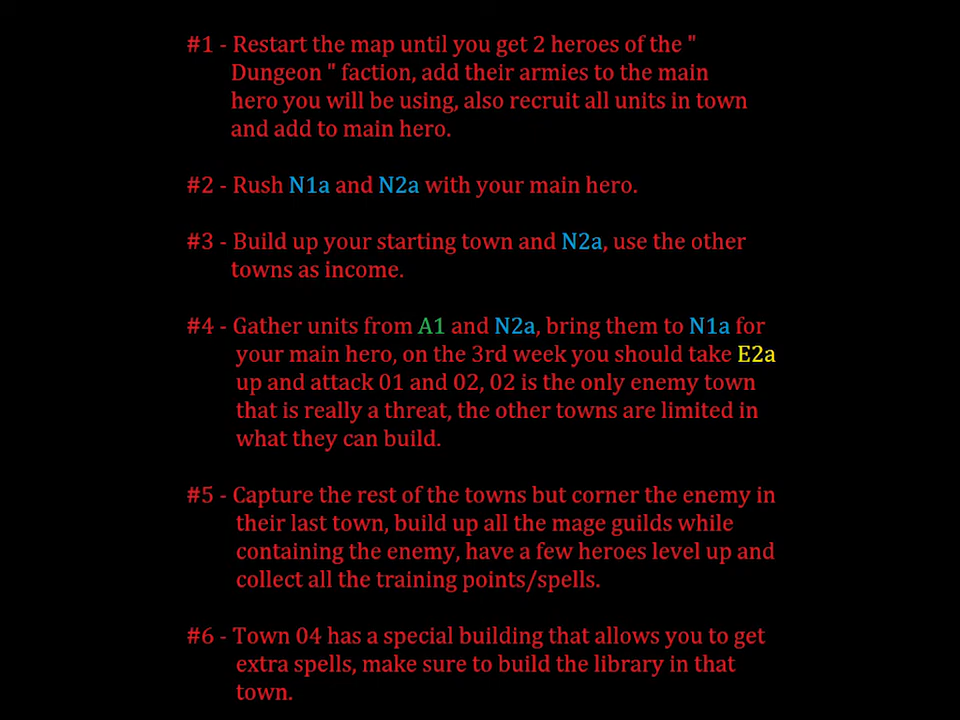 #1 - Restart the map until you get 2 heroes of the "
Dungeon " faction, add their armies to the main
hero you will be using, also recruit all units in town
and add to main hero.
#2 - Rush N1a and N2a with your main hero.
#3 - Build up your starting town and N2a, use the other
towns as income.
#4 - Gather units from A1 and N2a, bring them to N1a for
your main hero, on the 3rd week you should take E2a
up and attack 01 and 02, 02 is the only enemy town
that is really a threat, the other towns are limited in
what they can build.
#5 - Capture the rest of the towns but corner the enemy in
their last town, build up all the mage guilds while
containing the enemy, have a few heroes level up and
collect all the training points/spells.
#6 - Town 04 has a special building that allows you to get
extra spells, make sure to build the library in that
town.